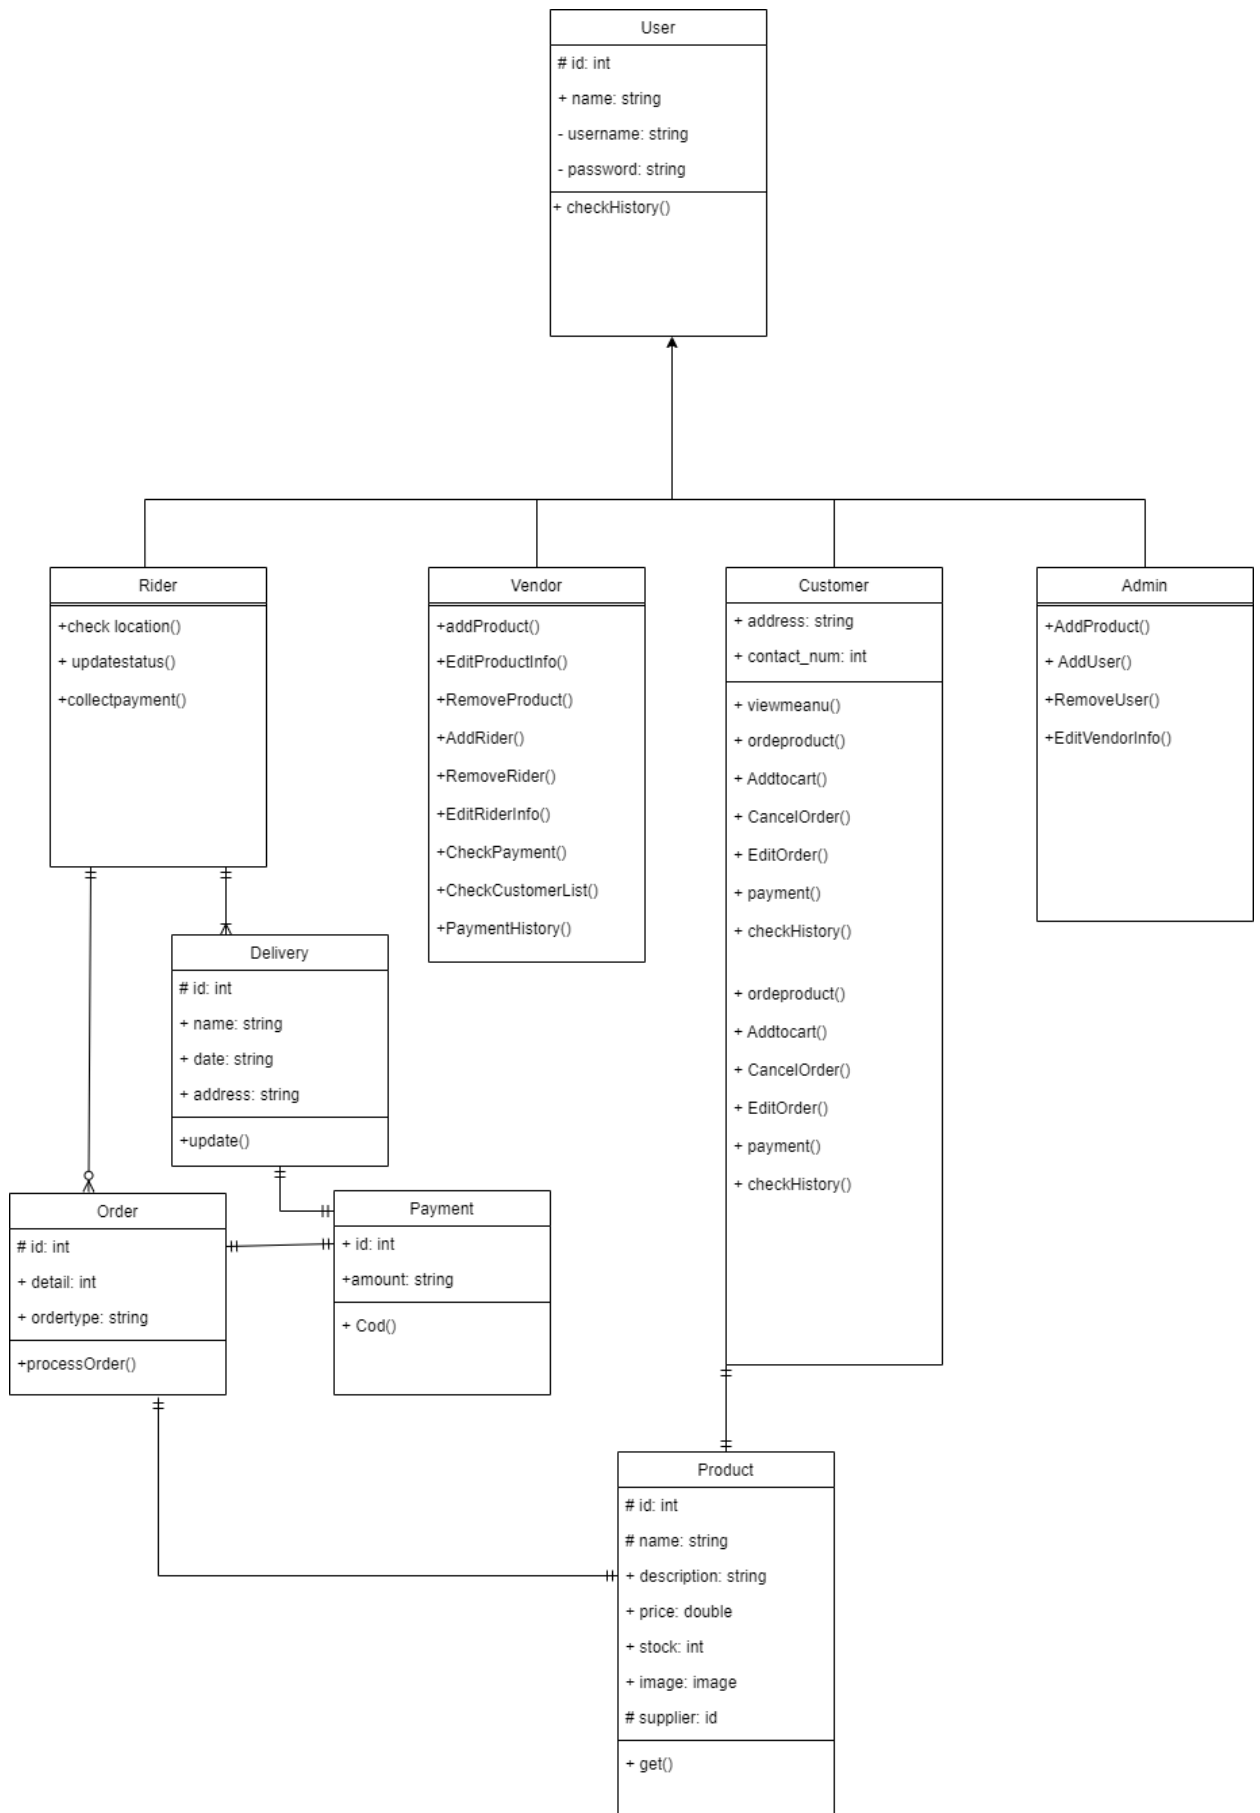 User
# id: int
+ name: string
- username: string
- password: string
+ checkHistory()
Rider
+check location()
+ updatestatus()
+collectpayment()
Vendor
+addProduct()
+EditProductInfo()
+RemoveProduct()
+AddRider()
+RemoveRider()
+EditRiderInfo()
+CheckPayment()
+CheckCustomerList()
+PaymentHistory()
Customer
+ address: string
+ contact_num: int
+ viewmeanu()
+ ordeproduct()
+ Addtocart()
+ CancelOrder()
+ EditOrder()
+ payment()
+ checkHistory()
+ ordeproduct()
+ Addtocart()
+ CancelOrder()
+ EditOrder()
+ payment()
+ checkHistory()
Admin
+AddProduct()
+ AddUser()
+RemoveUser()
+EditVendorInfo()
Delivery
# id: int
+ name: string
+ date: string
+ address: string
+update()
Order
# id: int
+ detail: int
+ ordertype: string
+processOrder()
Payment
+ id: int
+amount: string
+ Cod()
Product
# id: int
# name: string
+ description: string
+ price: double
+ stock: int
+ image: image
# supplier: id
+ get()